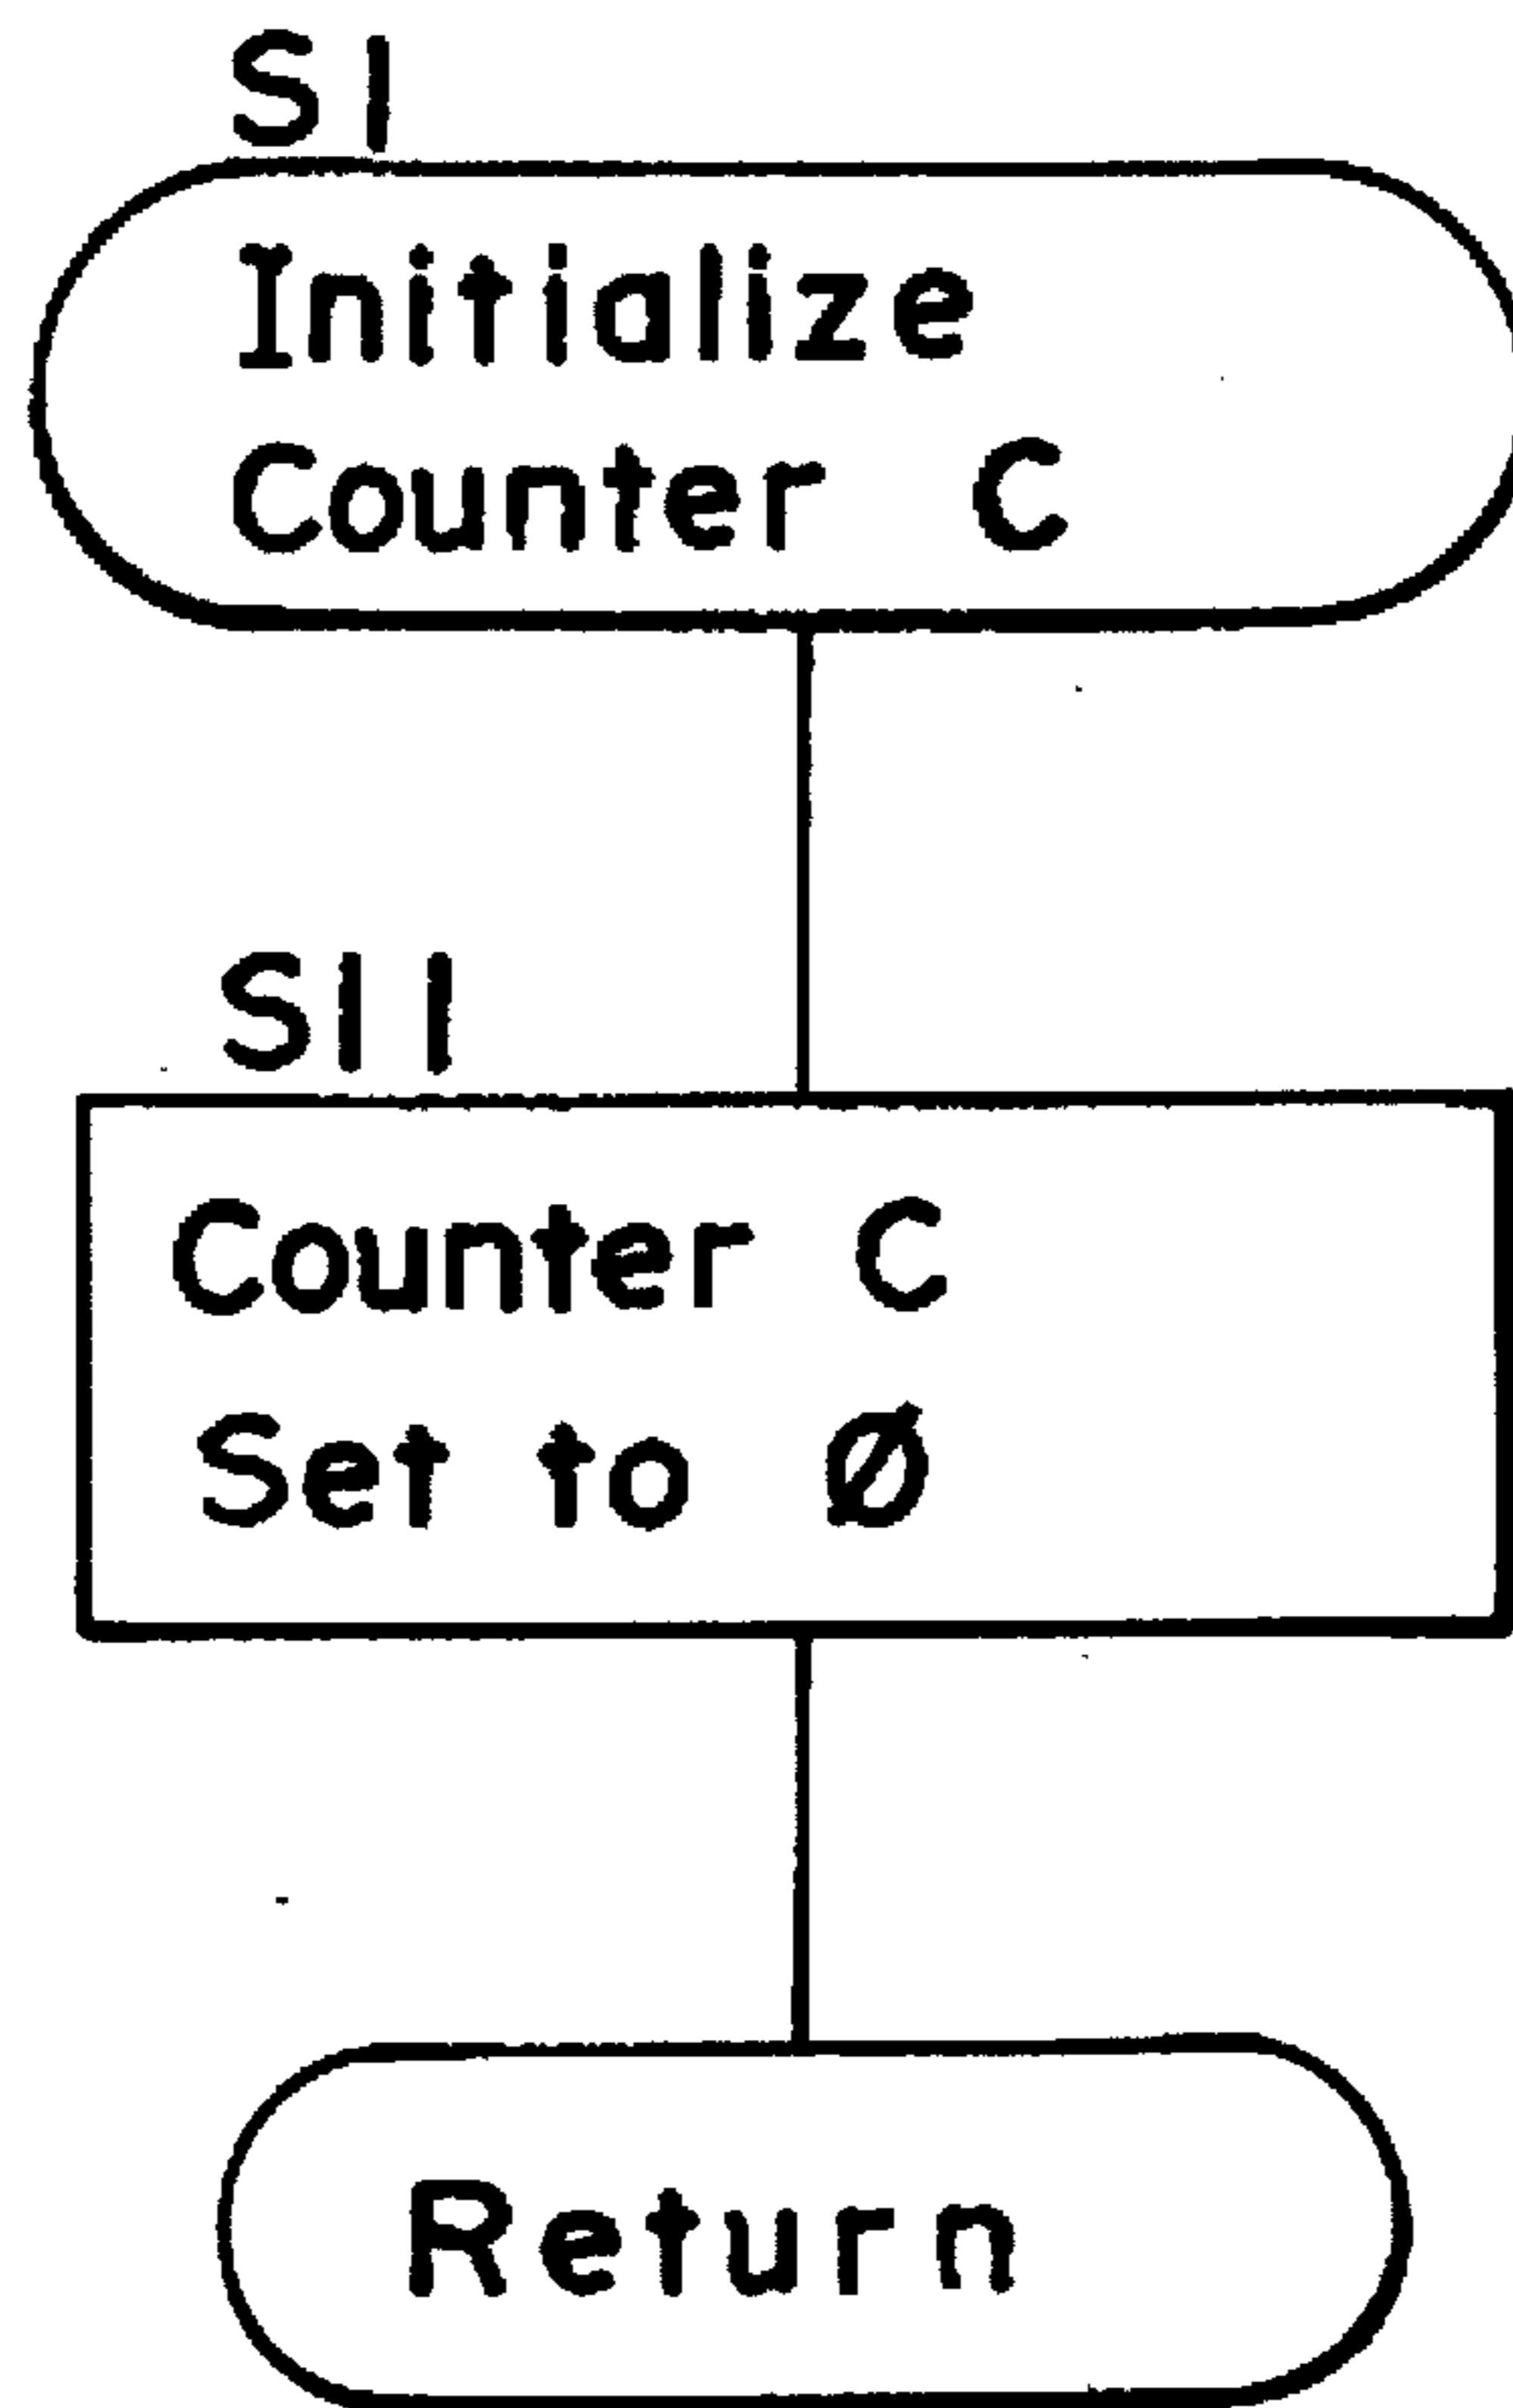 S1
Initialize
Counter C
S11
Counter C
Set to Ø
Return